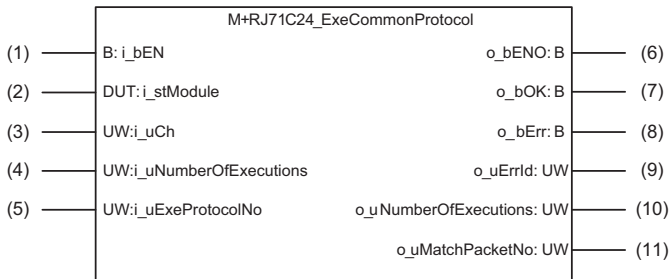 M+RJ71C24_ExeCommonProtocol
(1) B: i_bEN o_bENO: B (6)
(2) DUT: i_stModule o_bOK: B (7)
(3) UW:i_uCh o_bErr: B (8)
(4) UW:i_uNumberOfExecutions o_uErrId: UW (9)
(5) UW:i_uExeProtocolNo o_uNumberOfExecutions: UW (10)
o_uMatchPacketNo: UW (11)